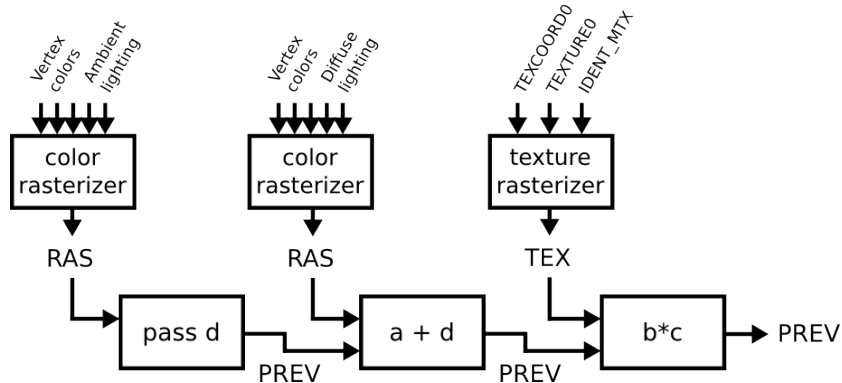 Vertex
colors
Ambient
lighting
Vertex
colors
Diffuse
lighting
TEXCOORD0
TEXTURE0
IDENT_MTX
color
rasterizer
color
rasterizer
texture
rasterizer
RAS
RAS
TEX
pass d
a + d
b*c
PREV
PREV
PREV